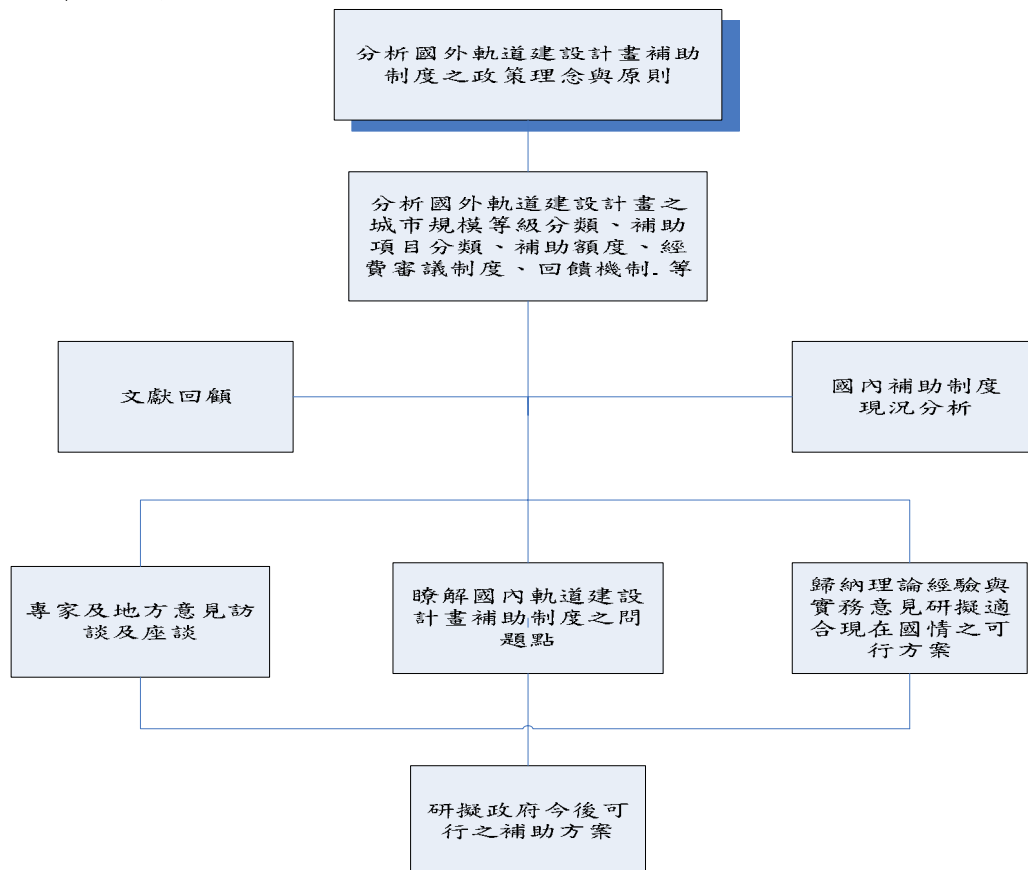 分析國外軌道建設計畫補助
制度之政策理念與原則
分析國外軌道建設計畫之
城市規模等級分類、補助
項目分類、補助額度、經
費審議制度、回饋機制. 等
文獻回顧
國內補助制度
現況分析
專家及地方意見訪
談及座談
瞭解國內軌道建設
計畫補助制度之問
題點
歸納理論經驗與
實務意見研擬適
合現在國情之可
行方案
研擬政府今後可
行之補助方案